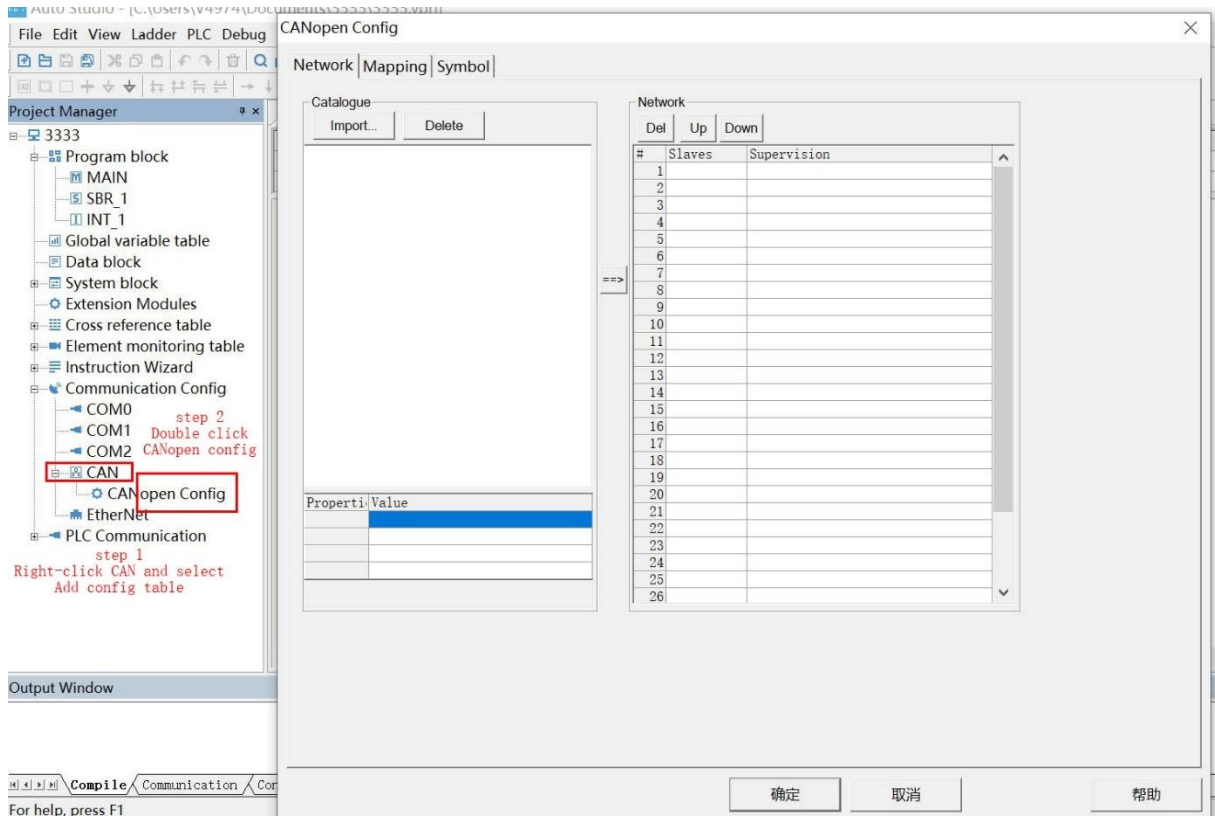 Auto Studio - [C:\Users\V4974\Documents\3333\3333.vpm
File Edit View Ladder PLC Debug
Project Manager
3333
Program block
MAIN
SBR_1
INT_1
Global variable table
Data block
System block
Extension Modules
Cross reference table
Element monitoring table
Instruction Wizard
Communication Config
COM0
COM1
COM2
CAN
CANopen Config
EtherNet
PLC Communication
step 2
Double click
CANopen config
step 1
Right-click CAN and select
Add config table
Output Window
Compile Communication Con
For help, press F1
CANopen Config
Network Mapping Symbol
Catalogue
Import... Delete
Properti Value
==>
Network
Del Up Down
# Slaves Supervision
1
2
3
4
5
6
7
8
9
10
11
12
13
14
15
16
17
18
19
20
21
22
23
24
25
26
确定 取消 帮助